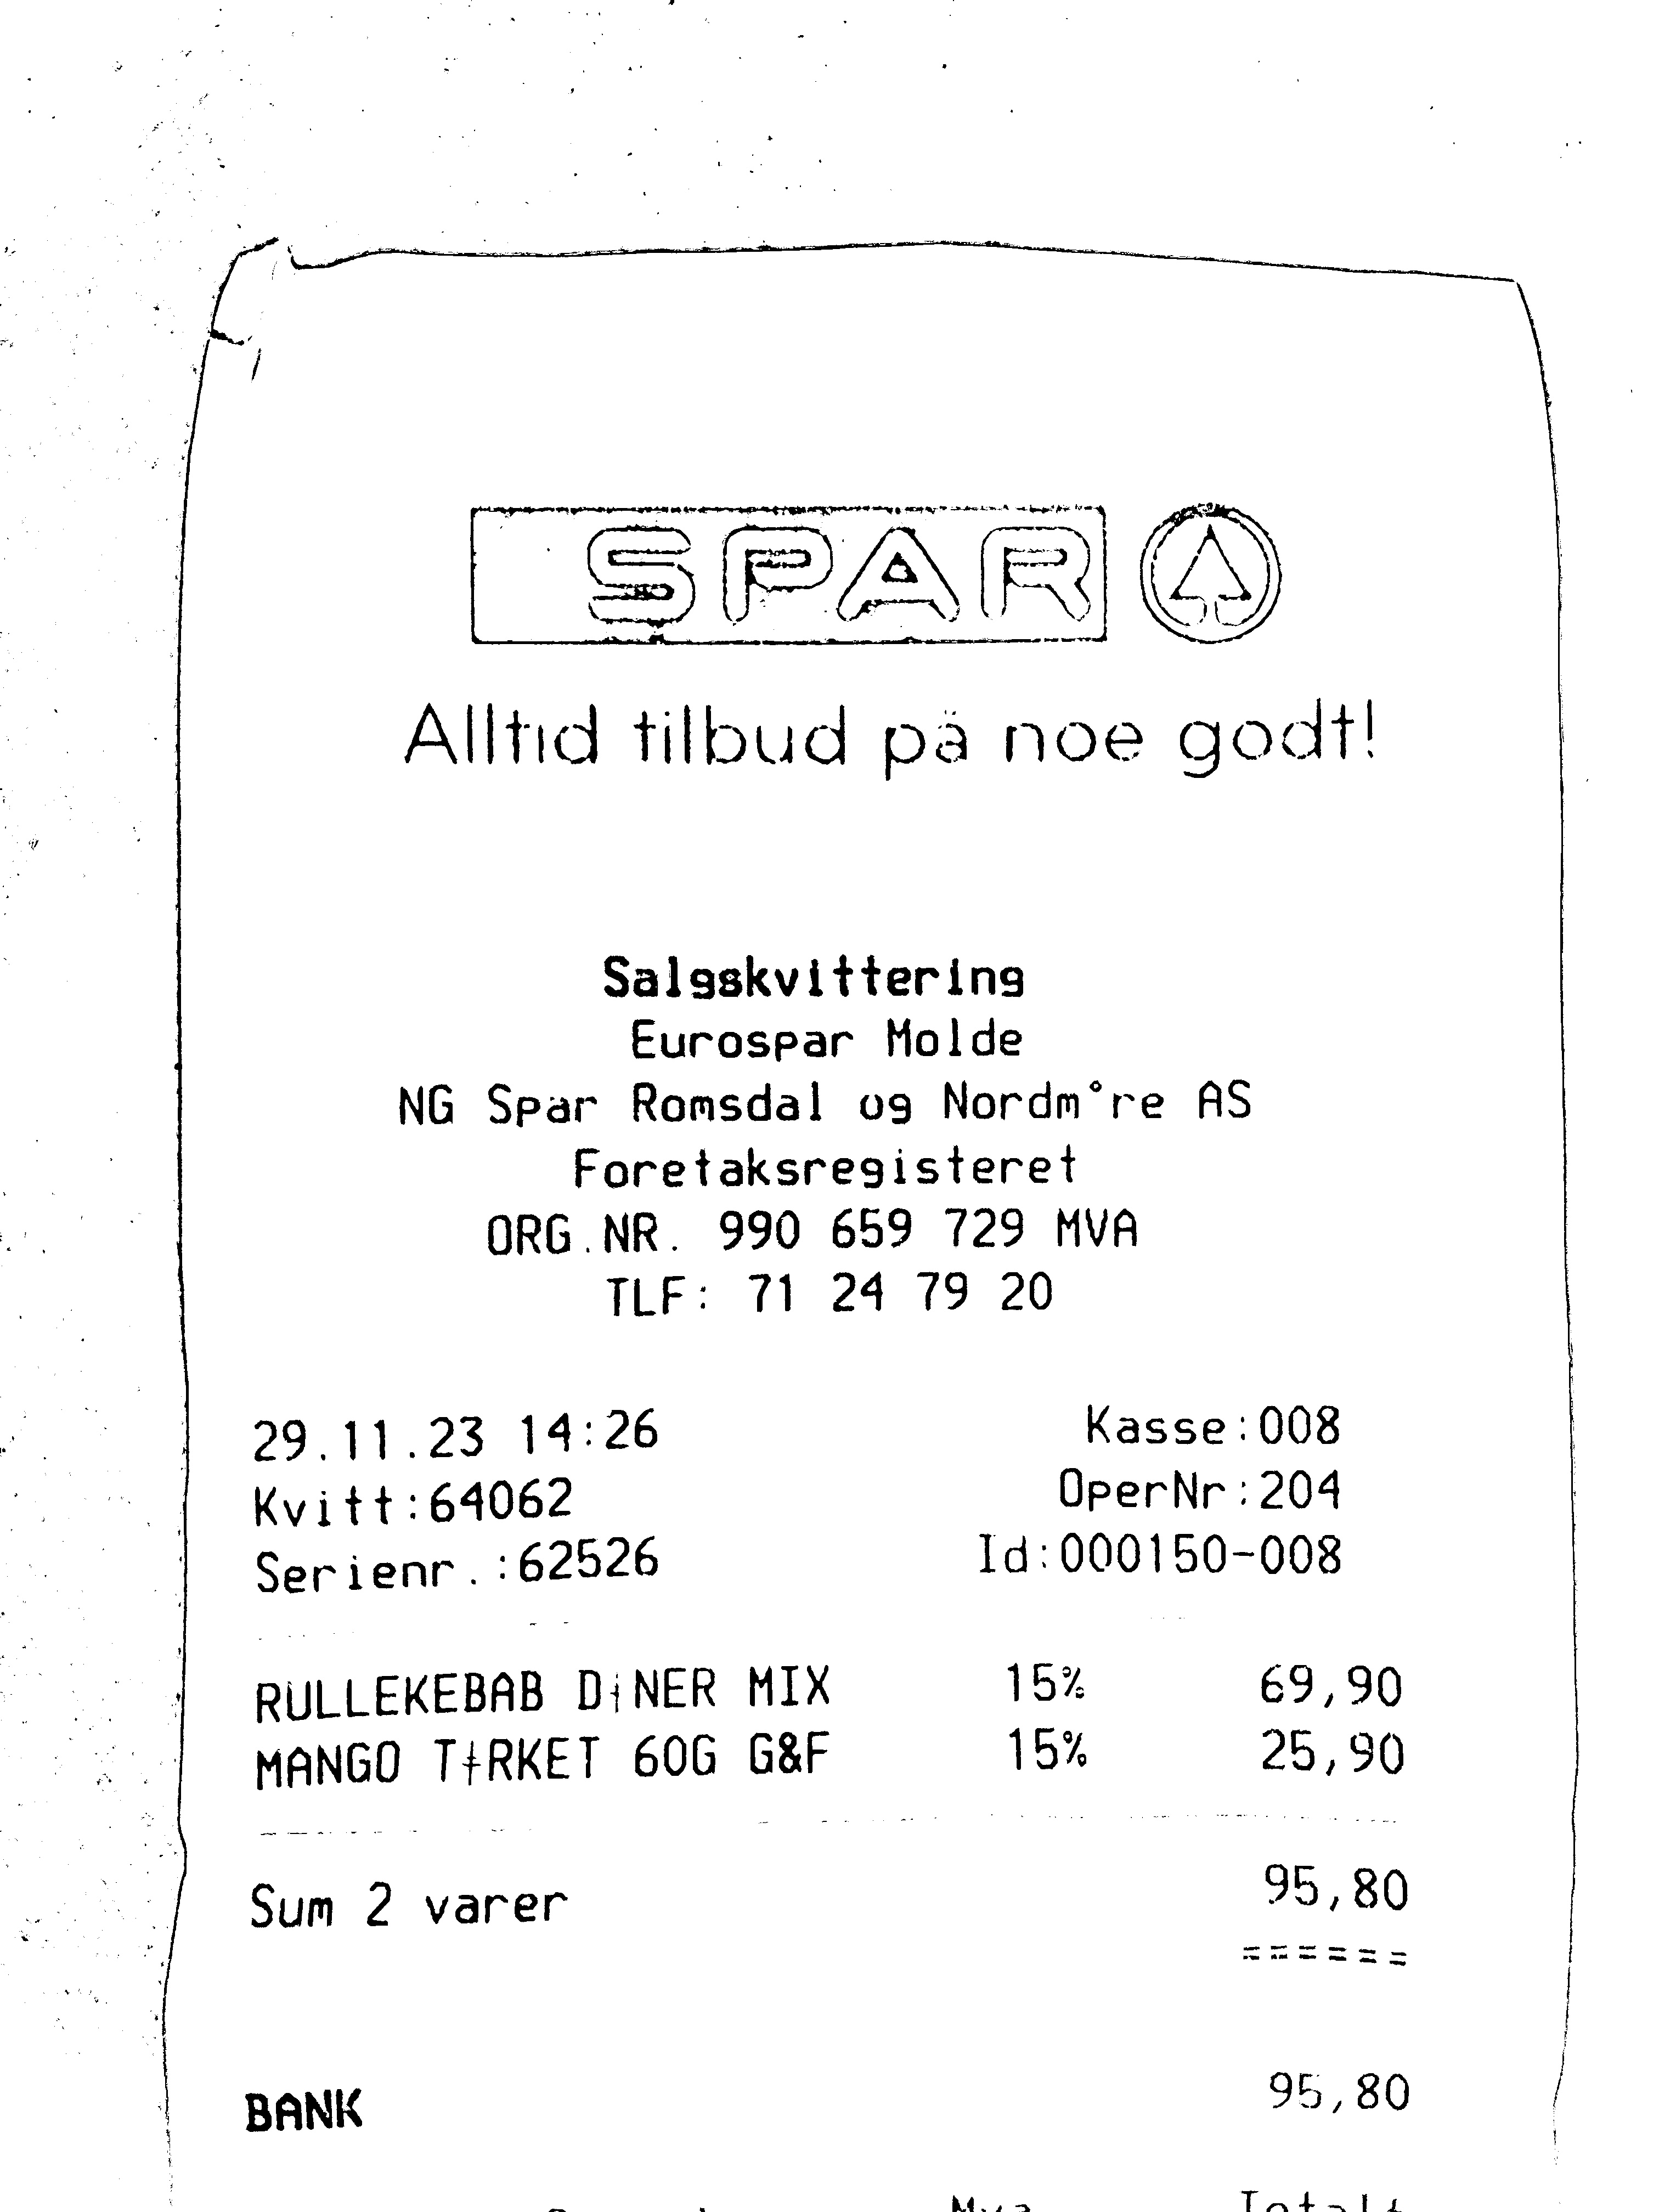 SPAR
Alltid tilbud på noe godt!
Salgskvittering
Eurospar Molde
NG Spar Romsdal og Nordm°re AS
Foretaksregisteret
ORG.NR. 990 659 729 MVA
TLF: 71 24 79 20
29.11.23 14:26 Kasse:008
Kvitt:64062 OperNr:204
Serienr.:62526 Id:000150-008
RULLEKEBAB D¡NER MIX 15% 69,90
MANGO T‡RKET 60G G&F 15% 25,90
Sum 2 varer 95,80
======
BANK 95,80
Mva Totalt